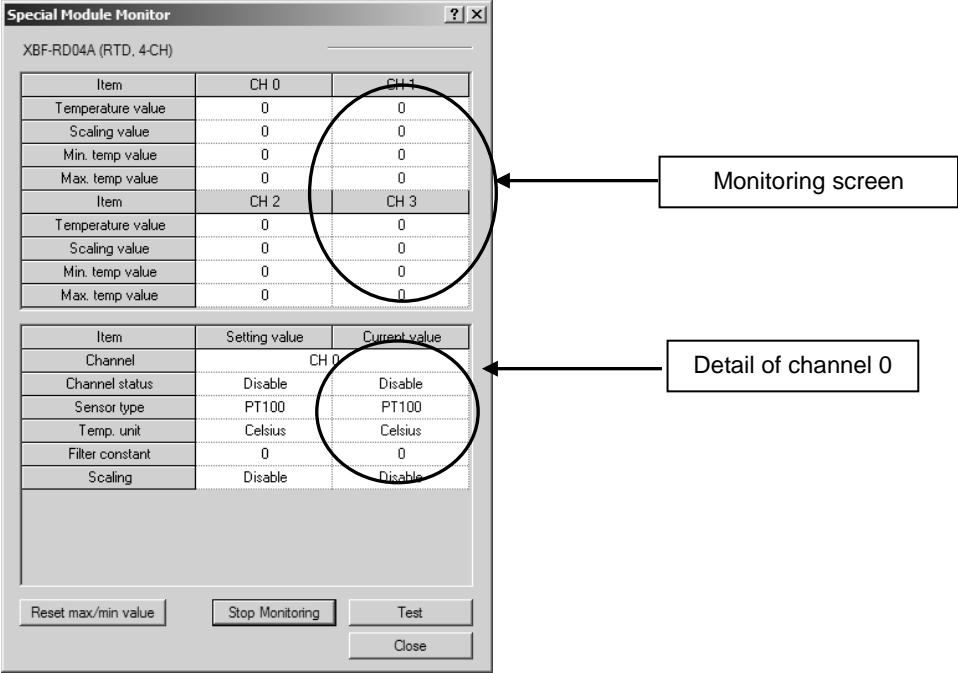 Special Module Monitor
XBF-RD04A (RTD, 4-CH)
Item CH 0 CH 1
Temperature value 0 0
Scaling value 0 0
Min. temp value 0 0
Max. temp value 0 0
Item CH 2 CH 3
Temperature value 0 0
Scaling value 0 0
Min. temp value 0 0
Max. temp value 0 0
Monitoring screen
Item Setting value Current value
Channel CH 0
Channel status Disable Disable
Sensor type PT100 PT100
Temp. unit Celsius Celsius
Filter constant 0 0
Scaling Disable Disable
Detail of channel 0
Reset max/min value Stop Monitoring Test
Close